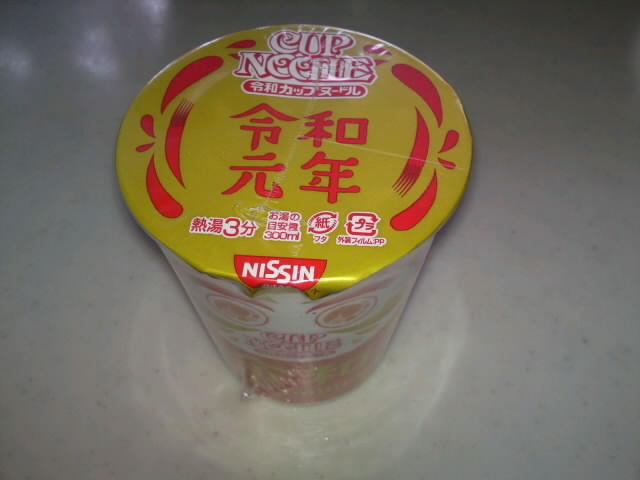 CUP
NOODLE
令和カップヌードル
令和
元年
熱湯3分
お湯の
目安量
300ml
紙
フタ
プラ
外装フィルム:PP
NISSIN
CUP
NOODLE